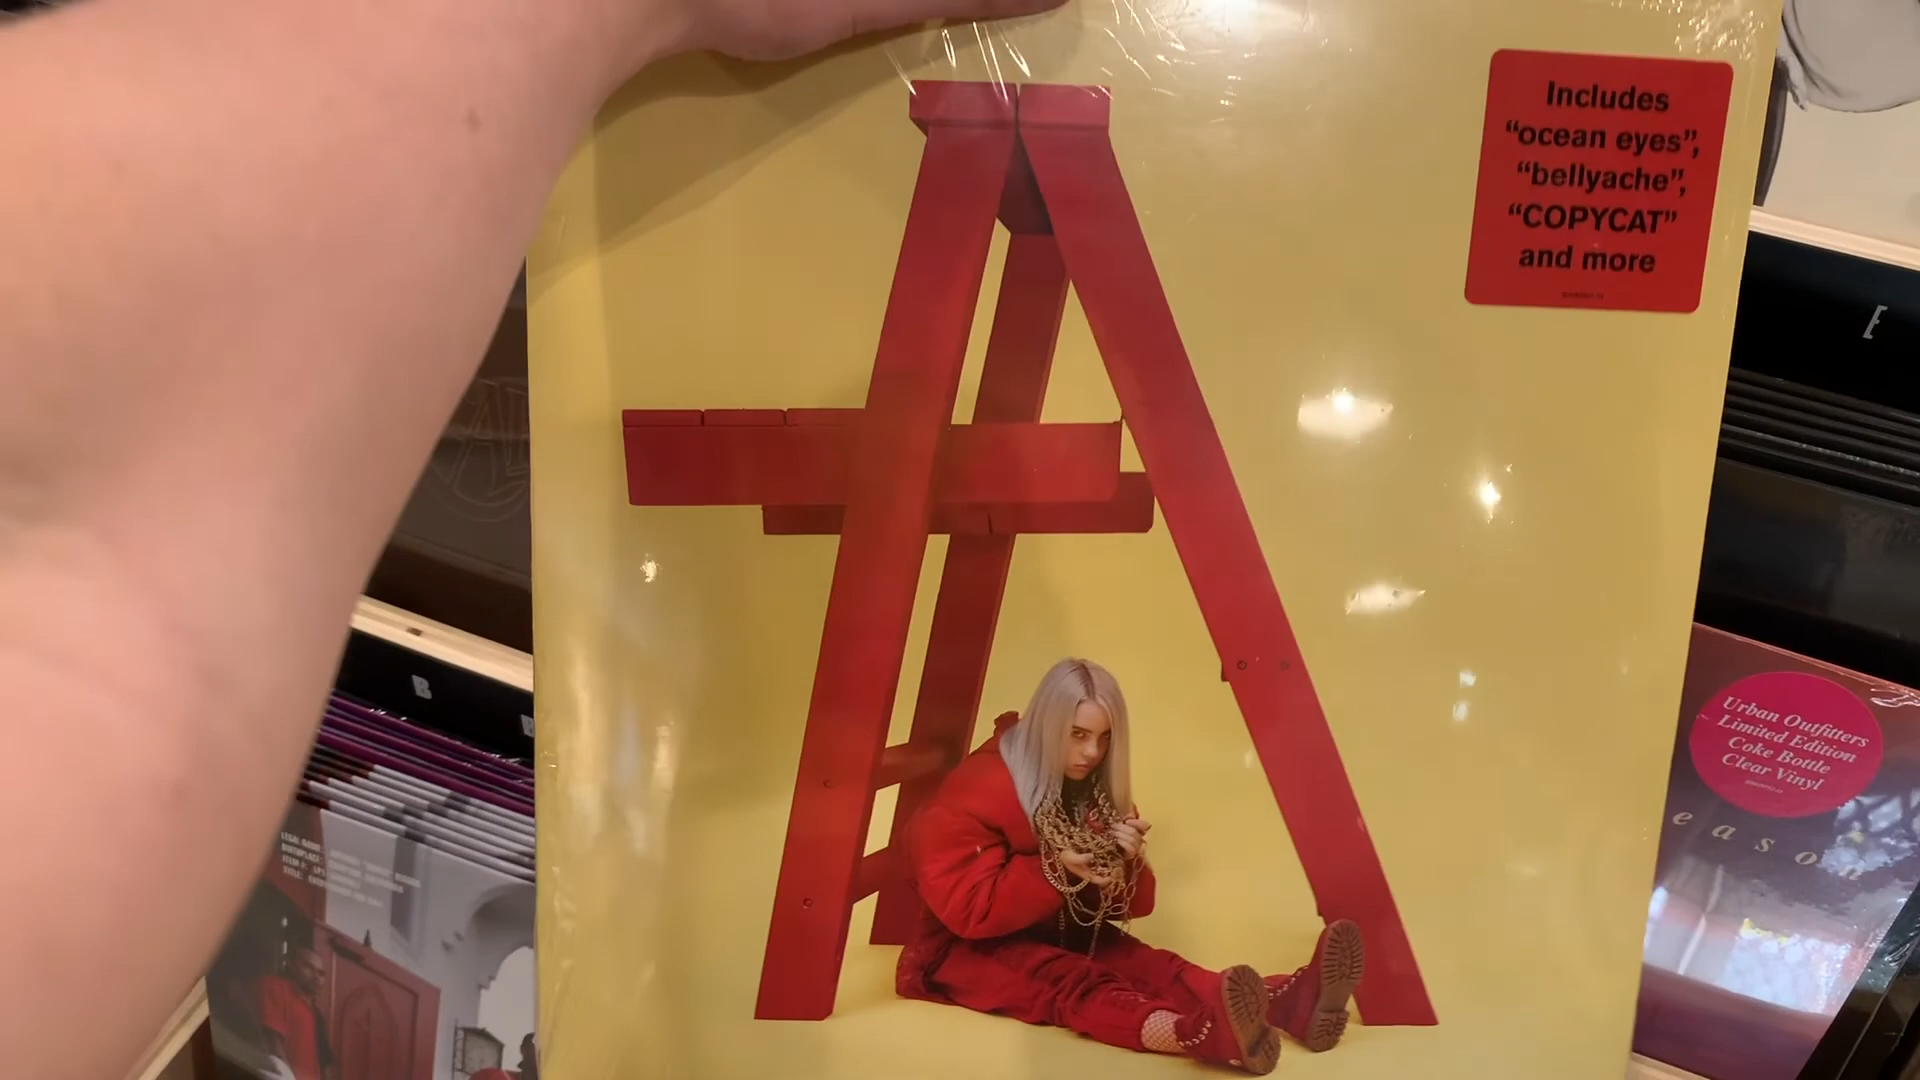 Includes
“ocean eyes”,
“bellyache”,
“COPYCAT”
and more
E
B
Urban Outfitters
Limited Edition
Coke Bottle
Clear Vinyl